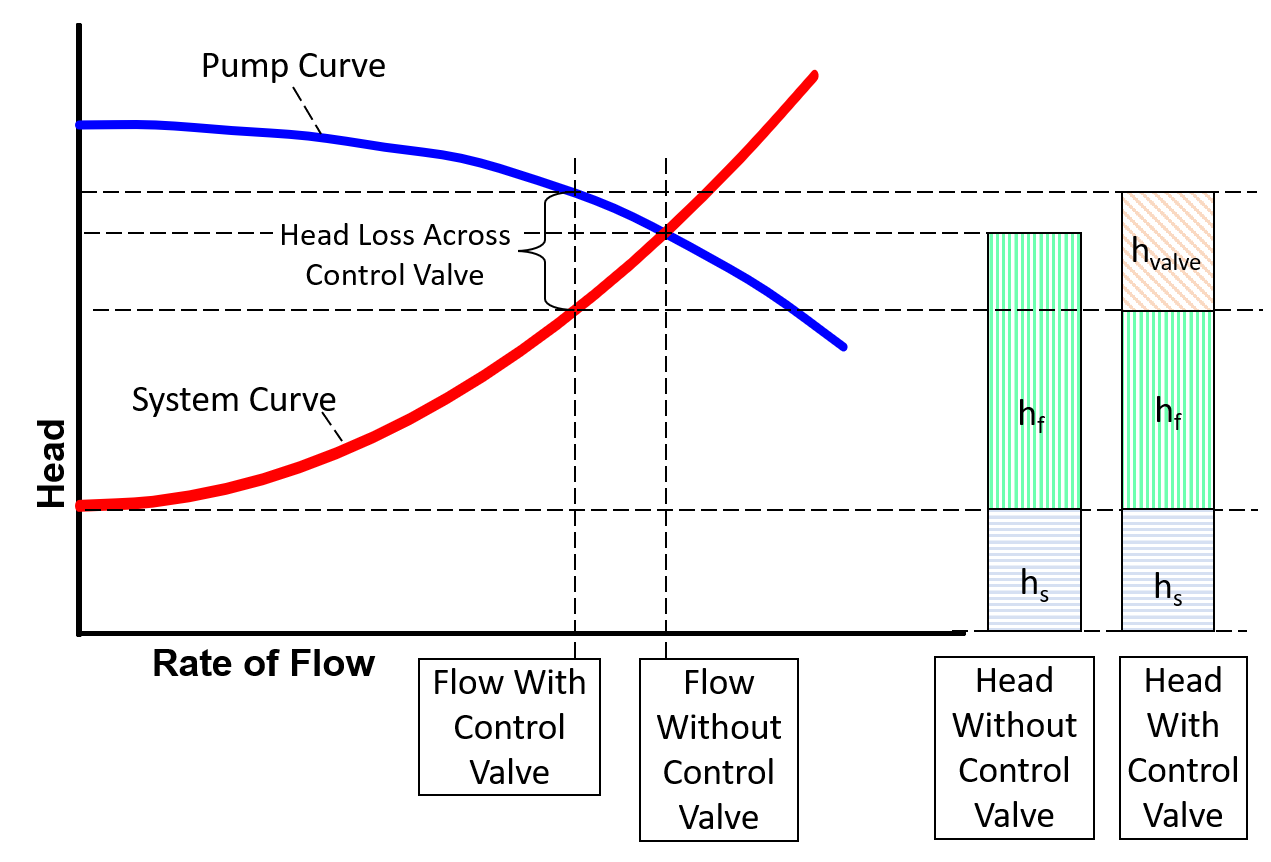 Pump Curve
Head Loss Across
Control Valve
System Curve
Head
Rate of Flow
h_valve
h_f
h_f
h_s
h_s
Flow With
Control
Valve
Flow
Without
Control
Valve
Head
Without
Control
Valve
Head
With
Control
Valve